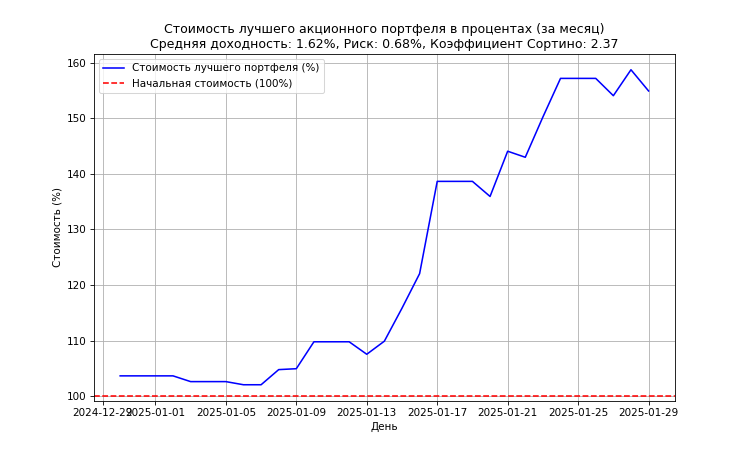 Стоимость лучшего акционного портфеля в процентах (за месяц)
Средняя доходность: 1.62%, Риск: 0.68%, Коэффициент Сортино: 2.37
Стоимость лучшего портфеля (%)
Начальная стоимость (100%)
Стоимость (%)
160
150
140
130
120
110
100
2024-12-29 2025-01-01 2025-01-05 2025-01-09 2025-01-13 2025-01-17 2025-01-21 2025-01-25 2025-01-29
День